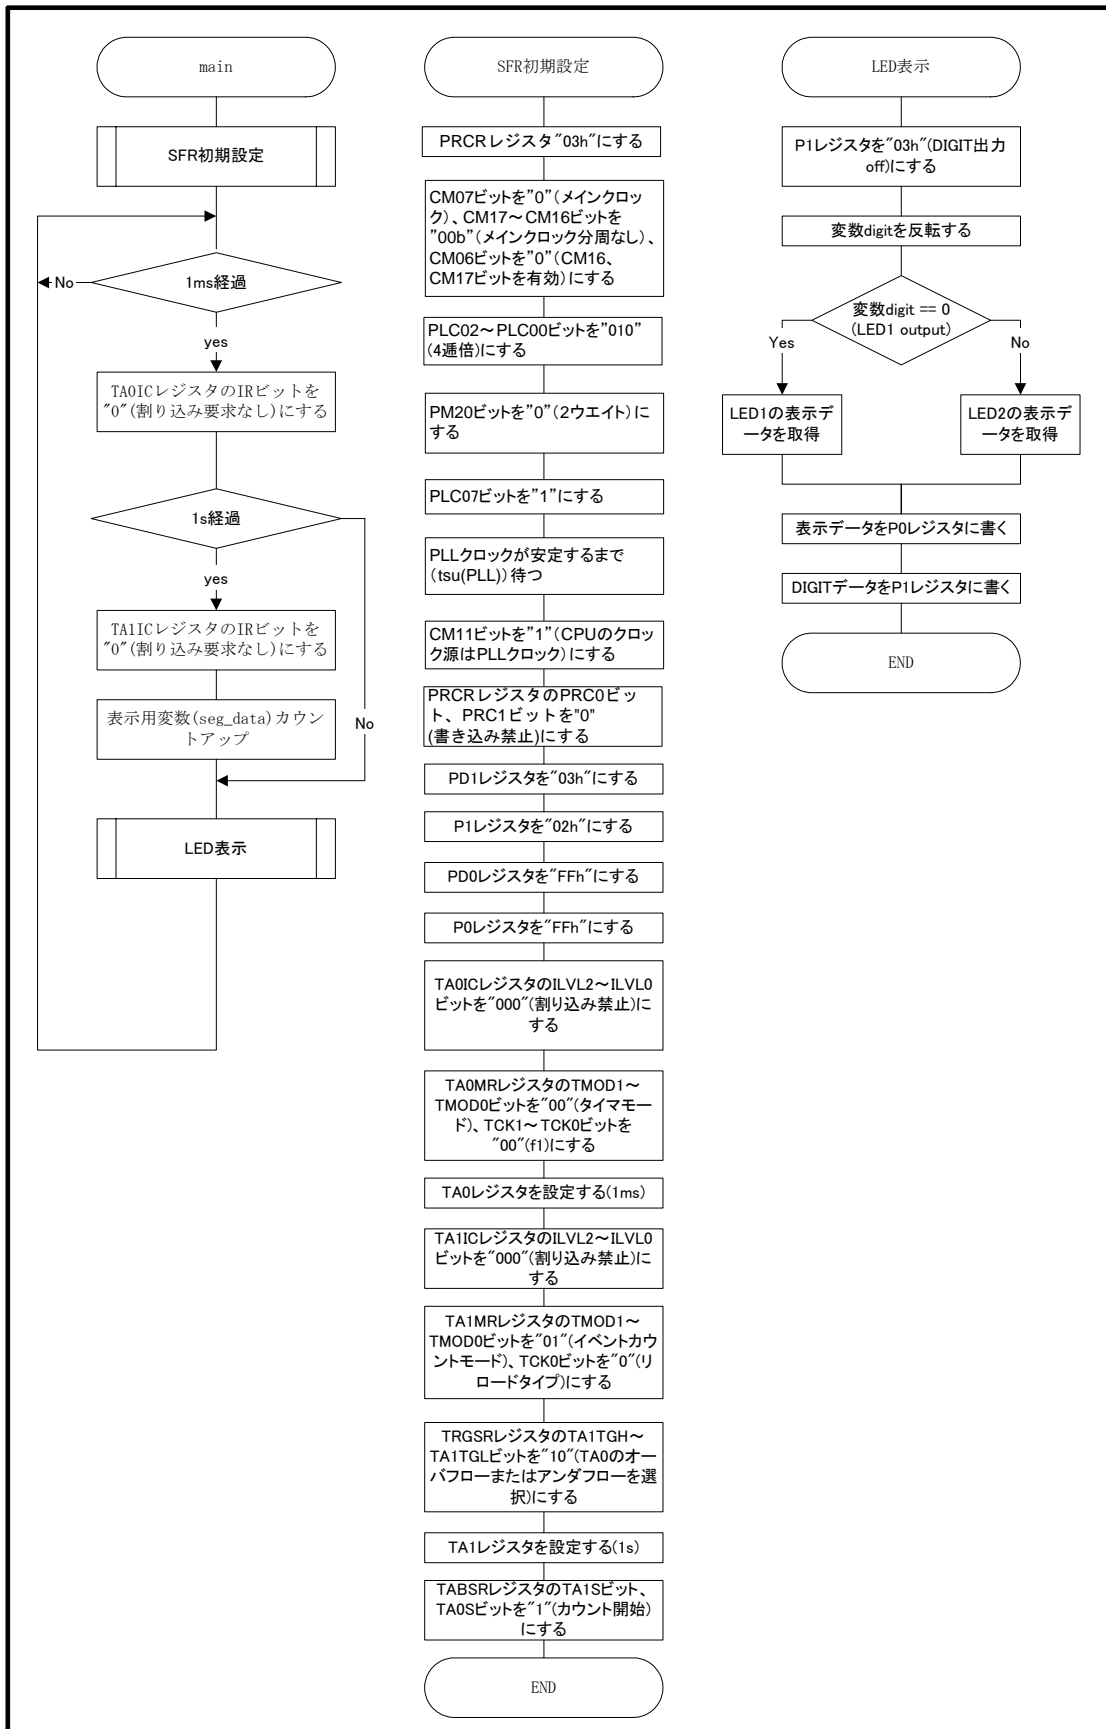 main
SFR初期設定
1ms経過
No
yes
TA0ICレジスタのIRビットを
"0"(割り込み要求なし)にする
1s経過
yes
TA1ICレジスタのIRビットを
"0"(割り込み要求なし)にする
表示用変数(seg_data)カウン
トアップ
No
LED表示
SFR初期設定
PRCRレジスタ"03h"にする
CM07ビットを"0"(メインクロッ
ク)、CM17～CM16ビットを
"00b"(メインクロック分周なし)、
CM06ビットを"0"(CM16、
CM17ビットを有効)にする
PLC02～PLC00ビットを"010"
(4逓倍)にする
PM20ビットを"0"(2ウエイト)に
する
PLC07ビットを"1"にする
PLLクロックが安定するまで
(tsu(PLL))待つ
CM11ビットを"1"(CPUのクロッ
ク源はPLLクロック)にする
PRCRレジスタのPRC0ビッ
ト、PRC1ビットを"0"
(書き込み禁止)にする
PD1レジスタを"03h"にする
P1レジスタを"02h"にする
PD0レジスタを"FFh"にする
P0レジスタを"FFh"にする
TA0ICレジスタのILVL2～ILVL0
ビットを"000"(割り込み禁止)に
する
TA0MRレジスタのTMOD1～
TMOD0ビットを"00"(タイマモー
ド)、TCK1～TCK0ビットを
"00"(f1)にする
TA0レジスタを設定する(1ms)
TA1ICレジスタのILVL2～ILVL0
ビットを"000"(割り込み禁止)に
する
TA1MRレジスタのTMOD1～
TMOD0ビットを"01"(イベントカウ
ントモード)、TCK0ビットを"0"(リ
ロードタイプ)にする
TRGSRレジスタのTA1TGH～
TA1TGLビットを"10"(TA0のオー
バフローまたはアンダフローを選
択)にする
TA1レジスタを設定する(1s)
TABSRレジスタのTA1Sビット、
TA0Sビットを"1"(カウント開始)
にする
END
LED表示
P1レジスタを"03h"(DIGIT出力
off)にする
変数digitを反転する
変数digit == 0
(LED1 output)
Yes
No
LED1の表示デ
ータを取得
LED2の表示デ
ータを取得
表示データをP0レジスタに書く
DIGITデータをP1レジスタに書く
END